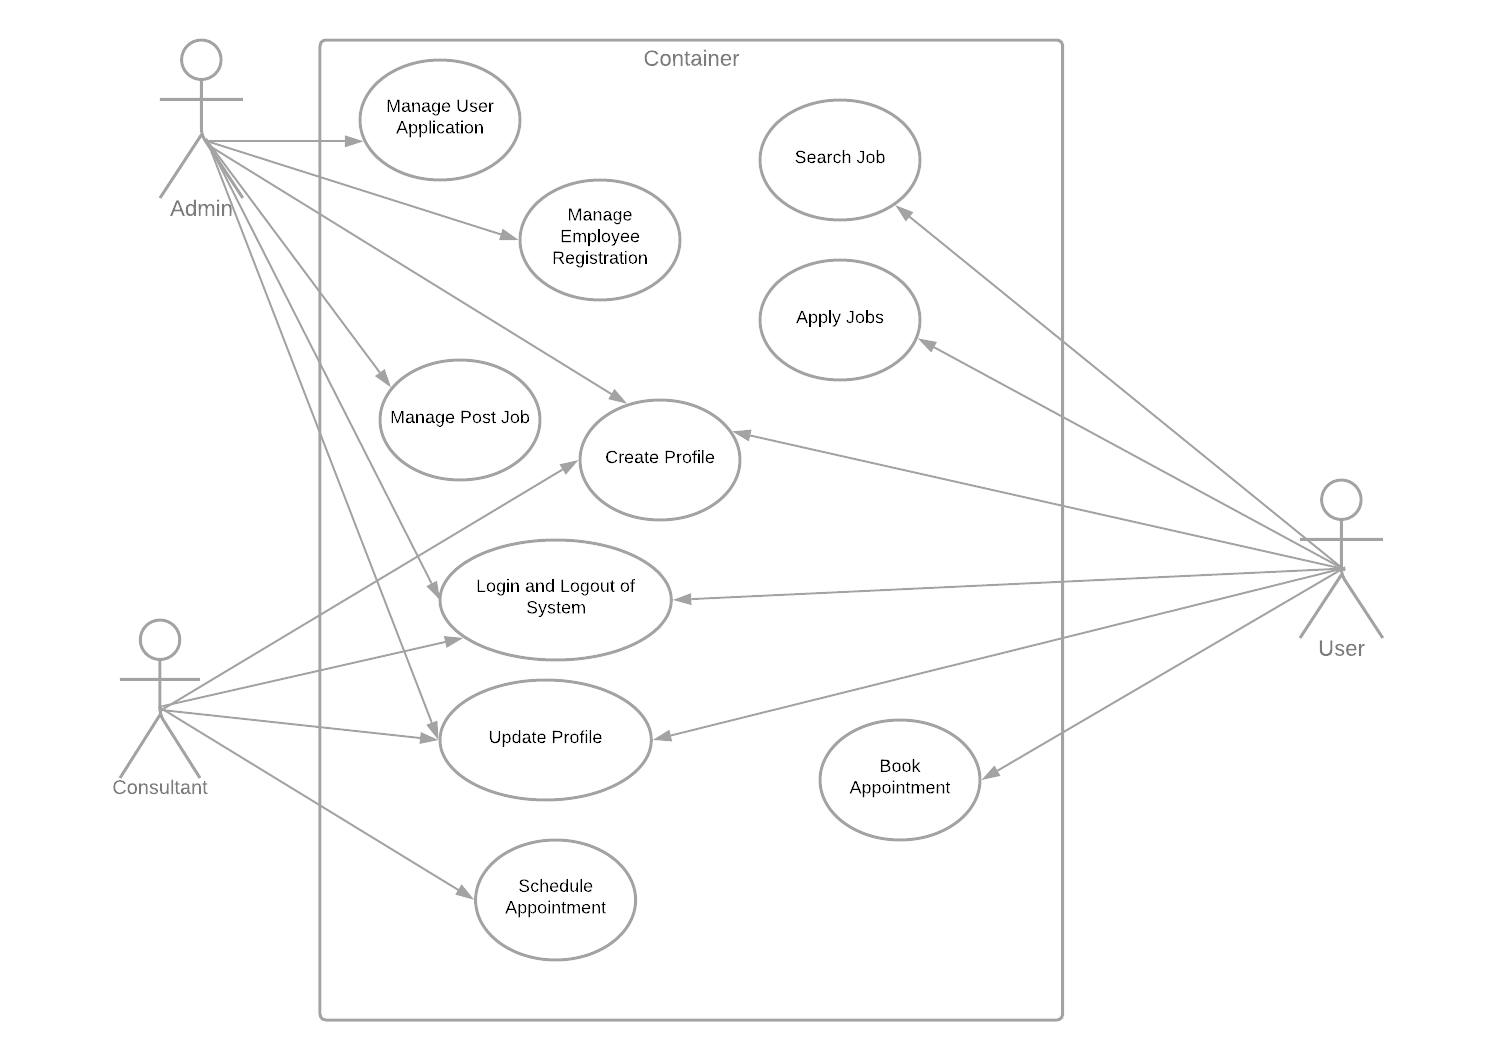 Container
Manage User
Application
Search Job
Admin
Manage
Employee
Registration
Apply Jobs
Manage Post Job
Create Profile
Login and Logout of
System
User
Update Profile
Book
Appointment
Consultant
Schedule
Appointment